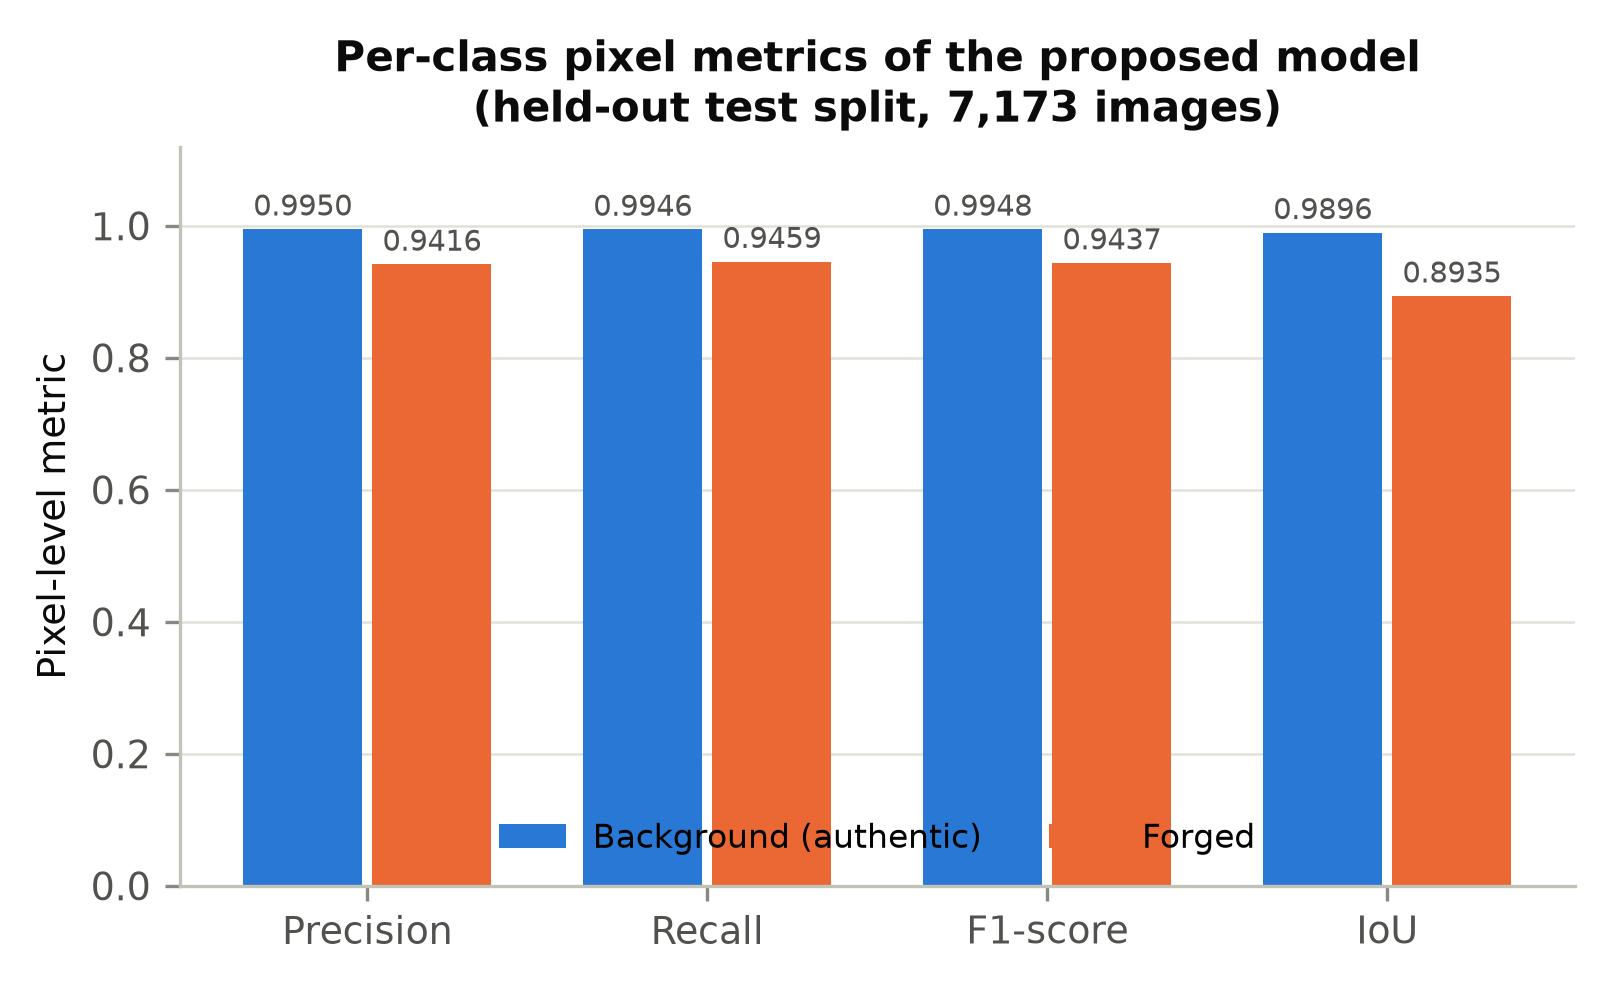 Per-class pixel metrics of the proposed model
(held-out test split, 7,173 images)
0.9950
0.9416
0.9946
0.9459
0.9948
0.9437
0.9896
0.8935
Pixel-level metric
1.0
0.8
0.6
0.4
0.2
0.0
Background (authentic)
Forged
Precision
Recall
F1-score
IoU